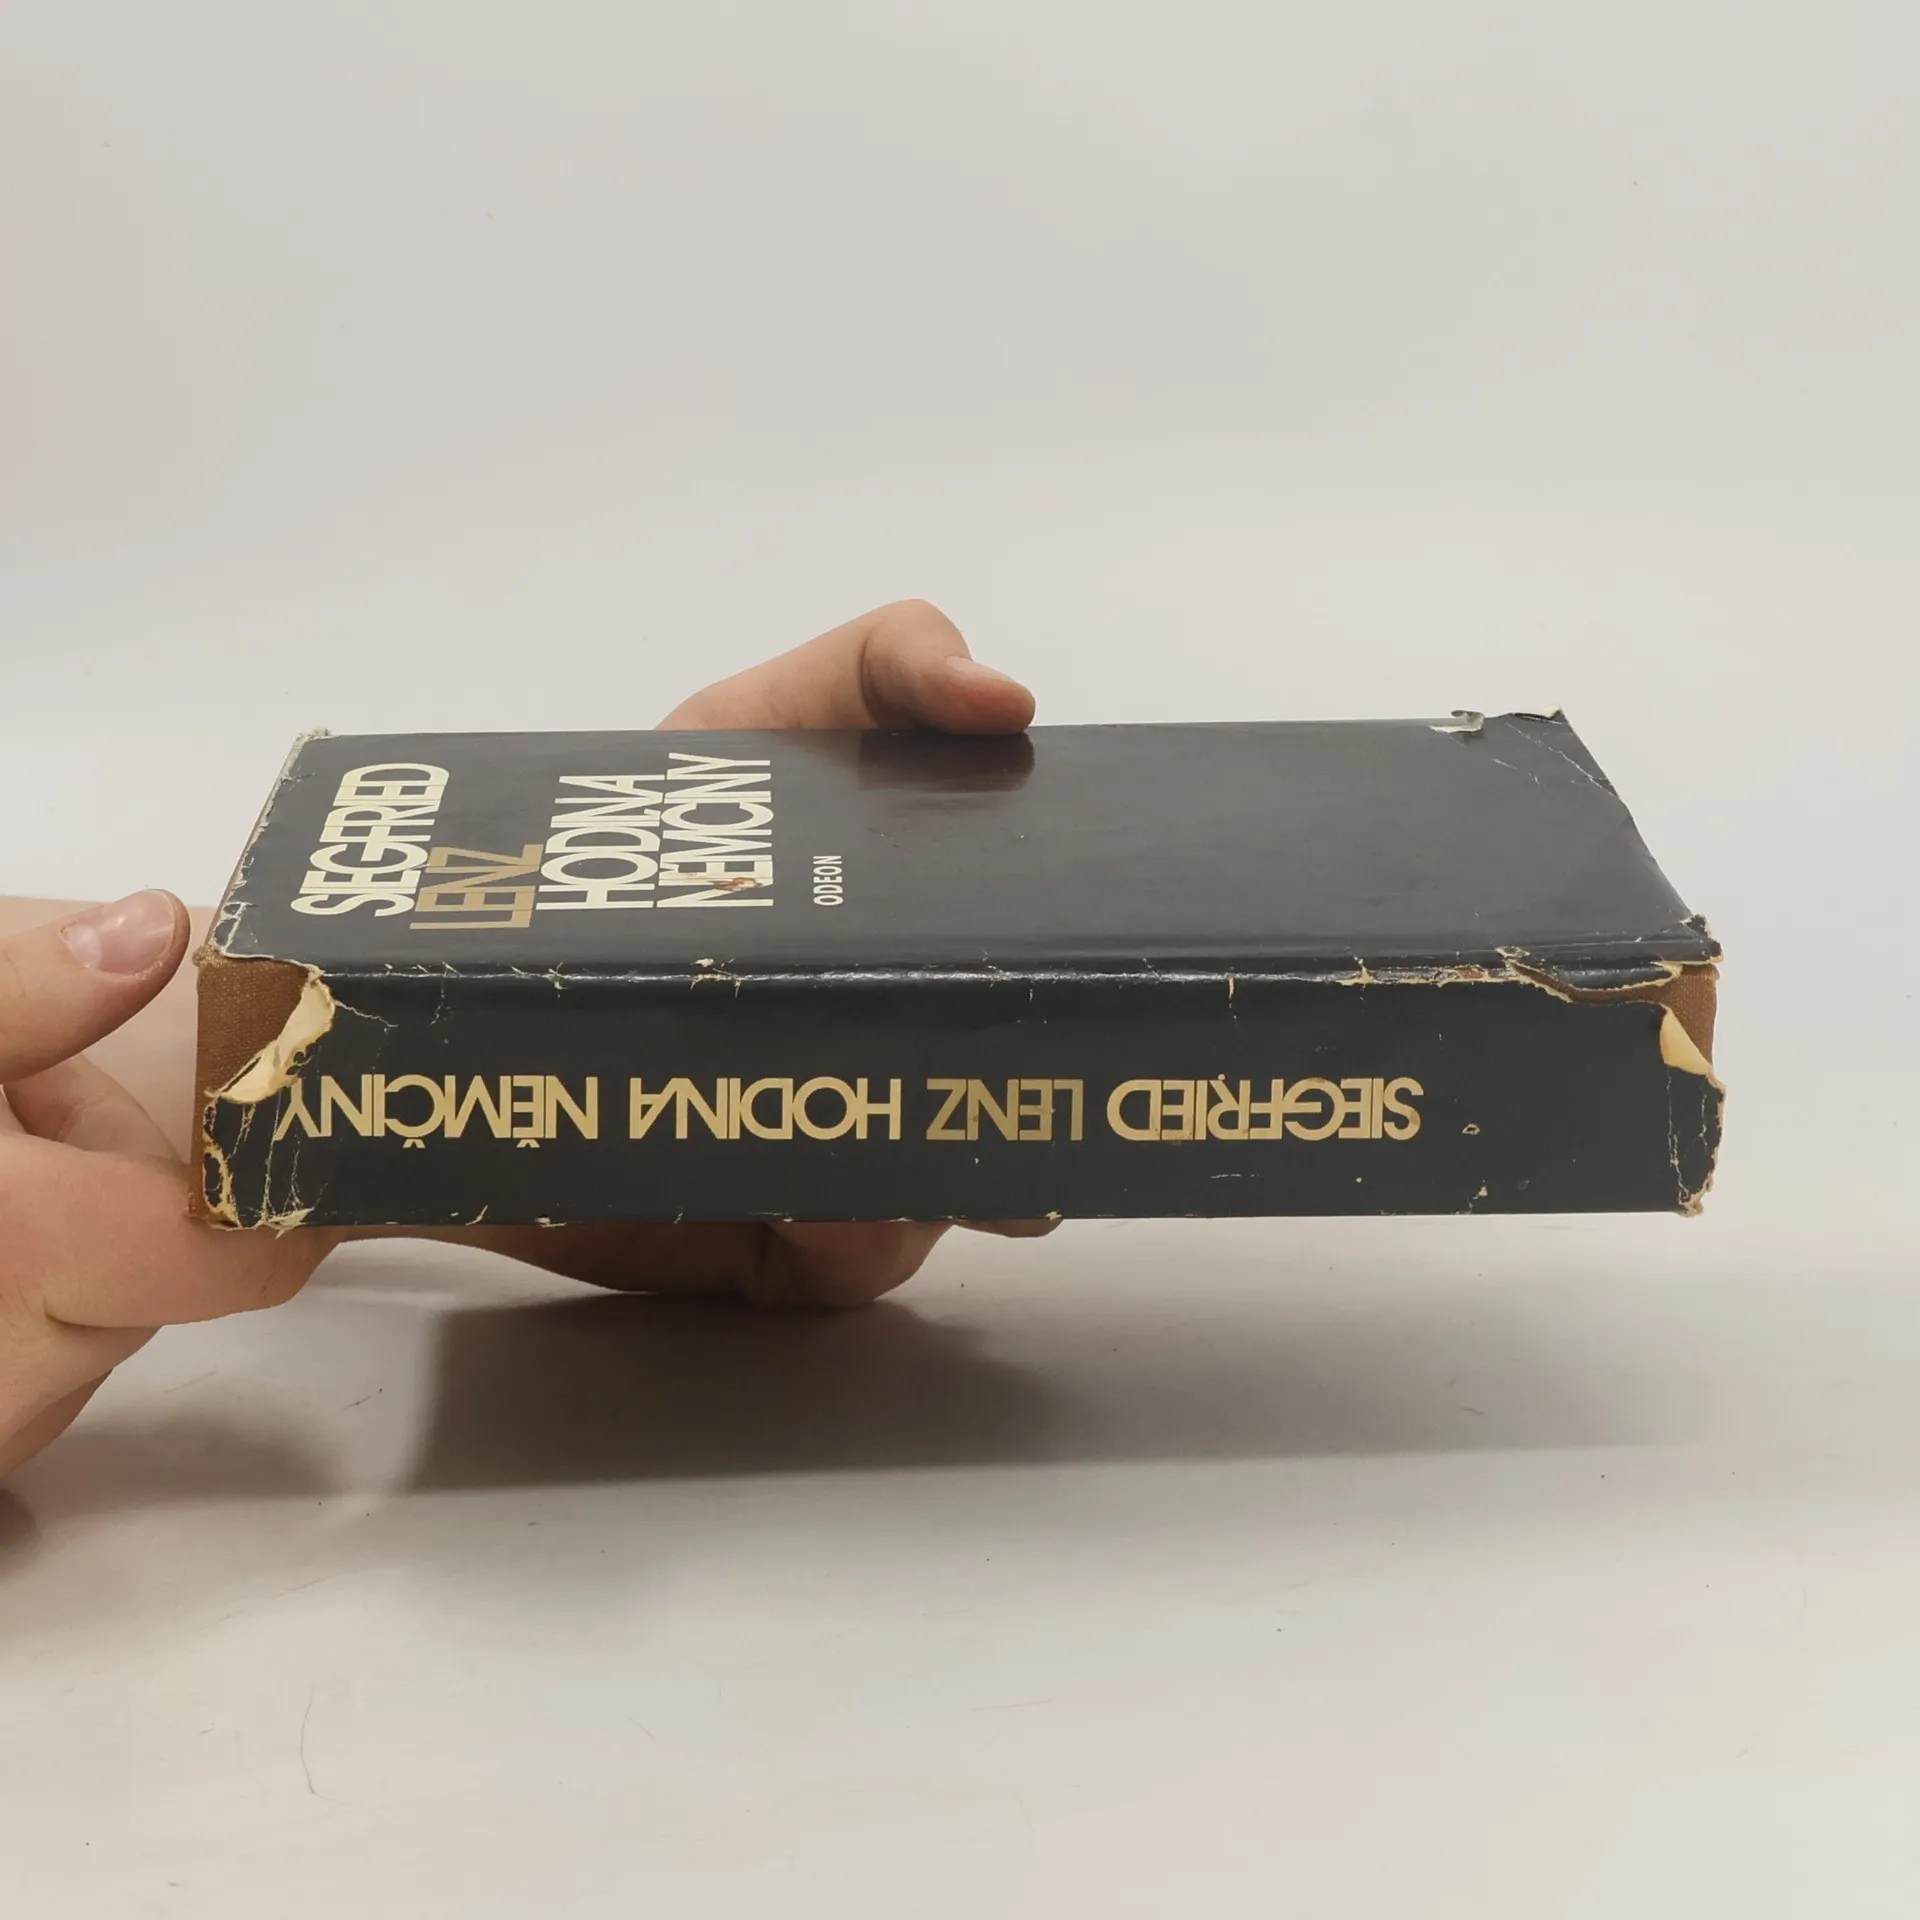 SIEGFRIED
LENZ
HODINA
NĚMČINY
ODEON
SIEGFRIED LENZ HODINA NĚMČINY